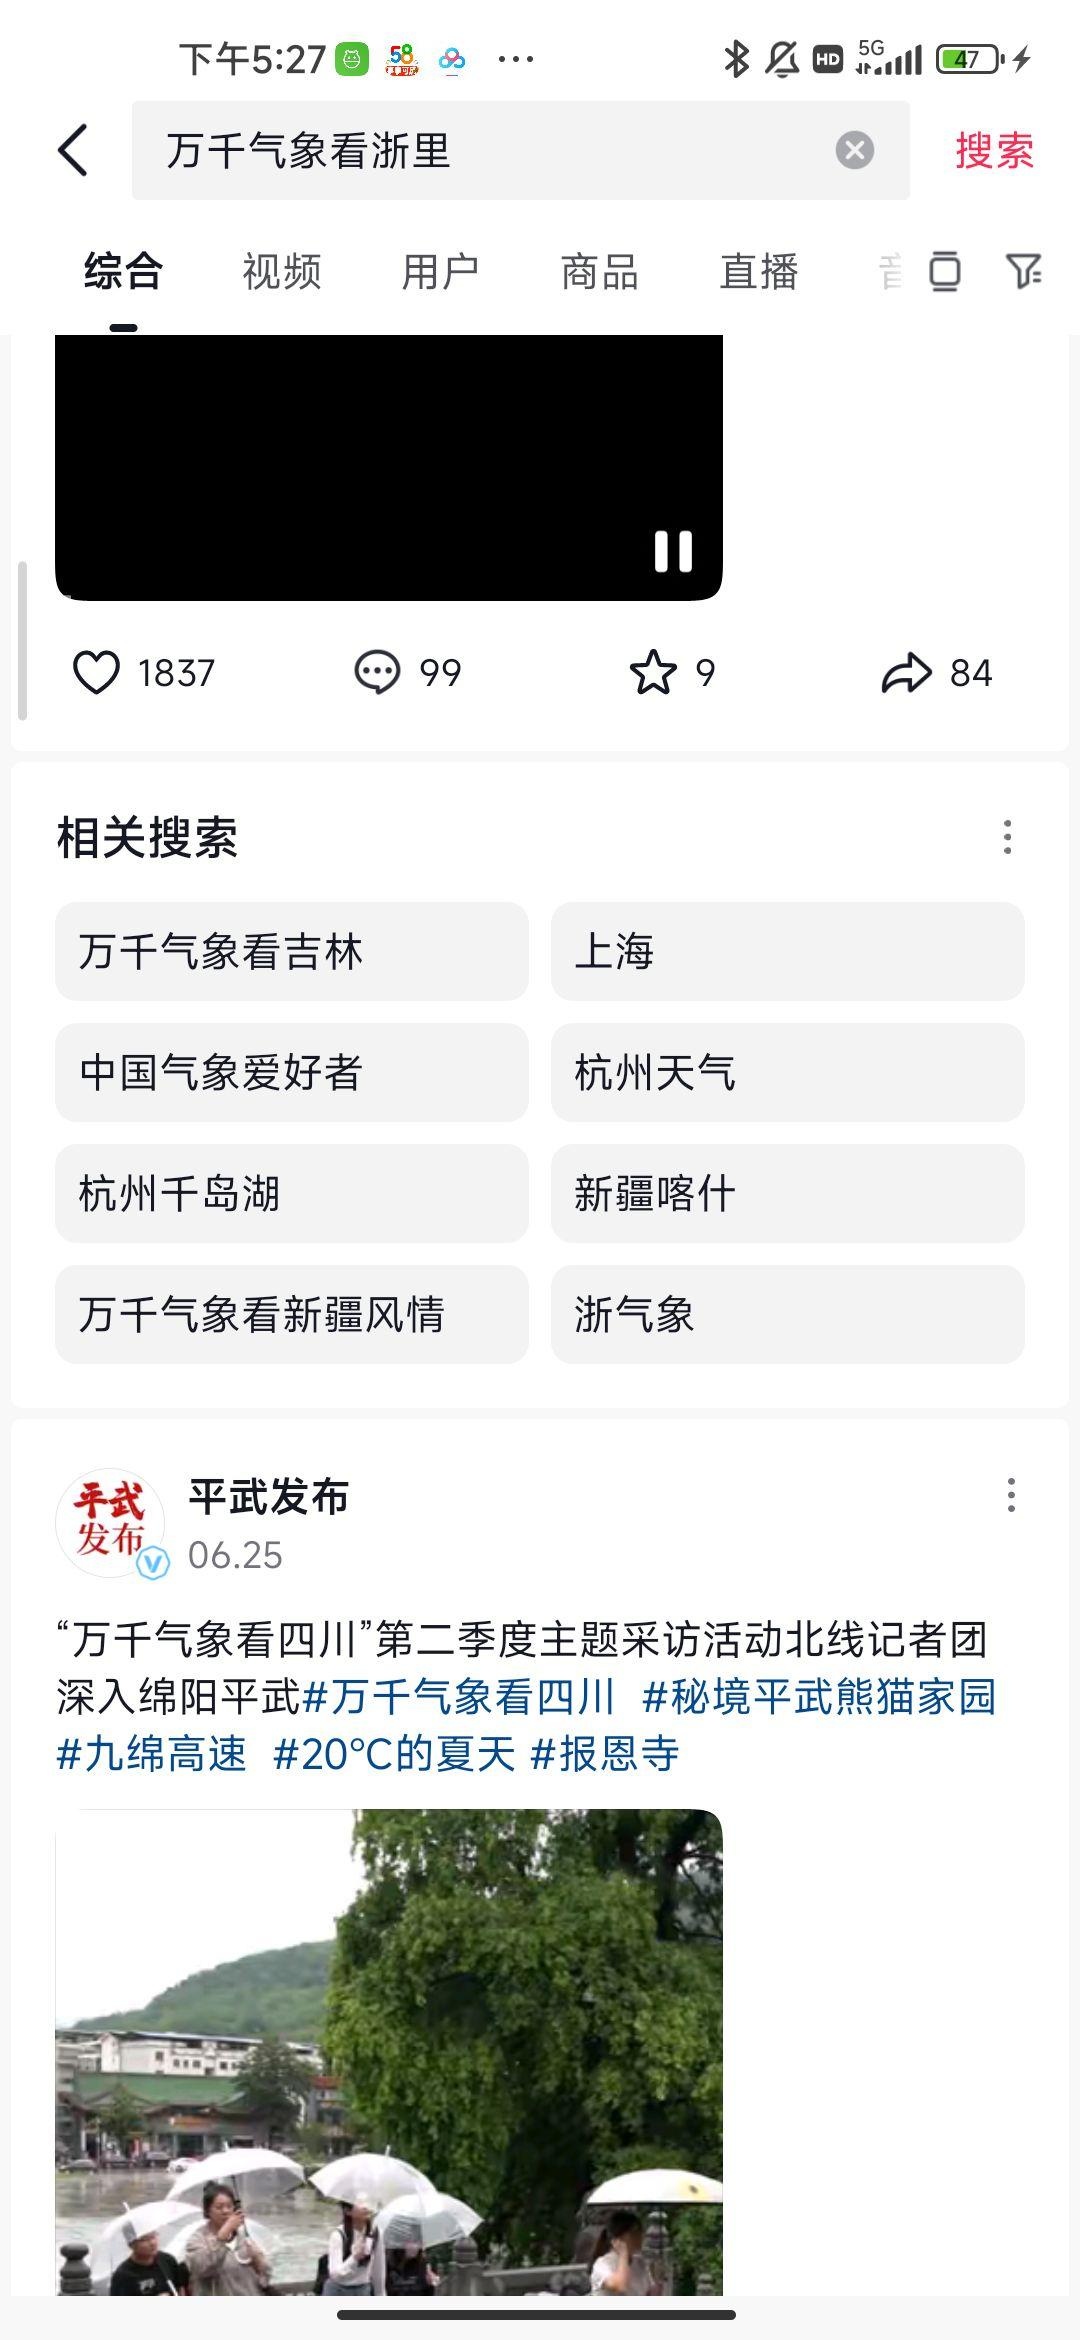 下午5:27
58
HD
5G
47
万千气象看浙里
搜索
综合
视频
用户
商品
直播
1837
99
9
84
相关搜索
万千气象看吉林
上海
中国气象爱好者
杭州天气
杭州千岛湖
新疆喀什
万千气象看新疆风情
浙气象
平武
发布
平武发布
06.25
“万千气象看四川”第二季度主题采访活动北线记者团
深入绵阳平武#万千气象看四川 #秘境平武熊猫家园
#九绵高速 #20℃的夏天 #报恩寺